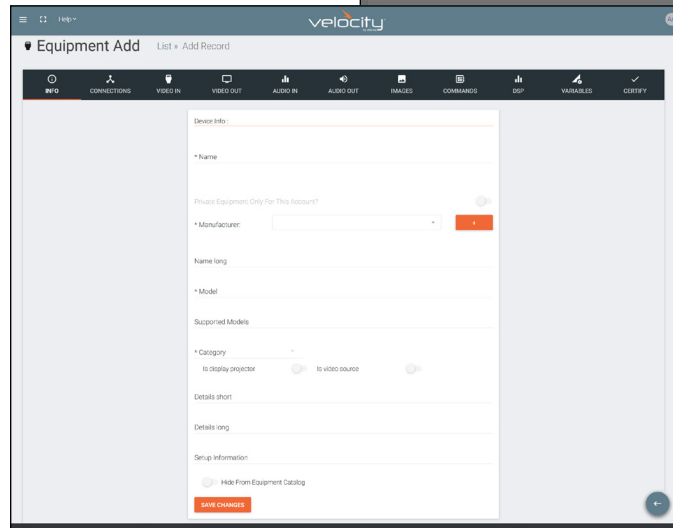 Help
velocity
Equipment Add List » Add Record
INFO CONNECTIONS VIDEO IN VIDEO OUT AUDIO IN AUDIO OUT IMAGES COMMANDS DSP VARIABLES CERTIFY
Device Info :
* Name
Private Equipment Only For This Account?
* Manufacturer: +
Name long
* Model
Supported Models
* Category
Is display projector Is video source
Details short
Details long
Setup Information
Hide From Equipment Catalog
SAVE CHANGES